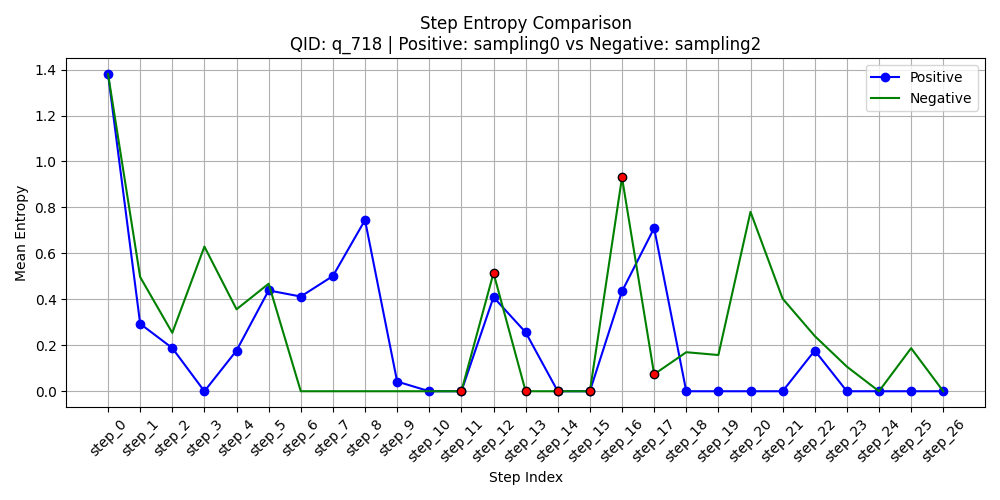 Step Entropy Comparison
QID: q_718 | Positive: sampling0 vs Negative: sampling2
Positive
Negative
Mean Entropy
1.4
1.2
1.0
0.8
0.6
0.4
0.2
0.0
step_0
step_1
step_2
step_3
step_4
step_5
step_6
step_7
step_8
step_9
step_10
step_11
step_12
step_13
step_14
step_15
step_16
step_17
step_18
step_19
step_20
step_21
step_22
step_23
step_24
step_25
step_26
Step Index